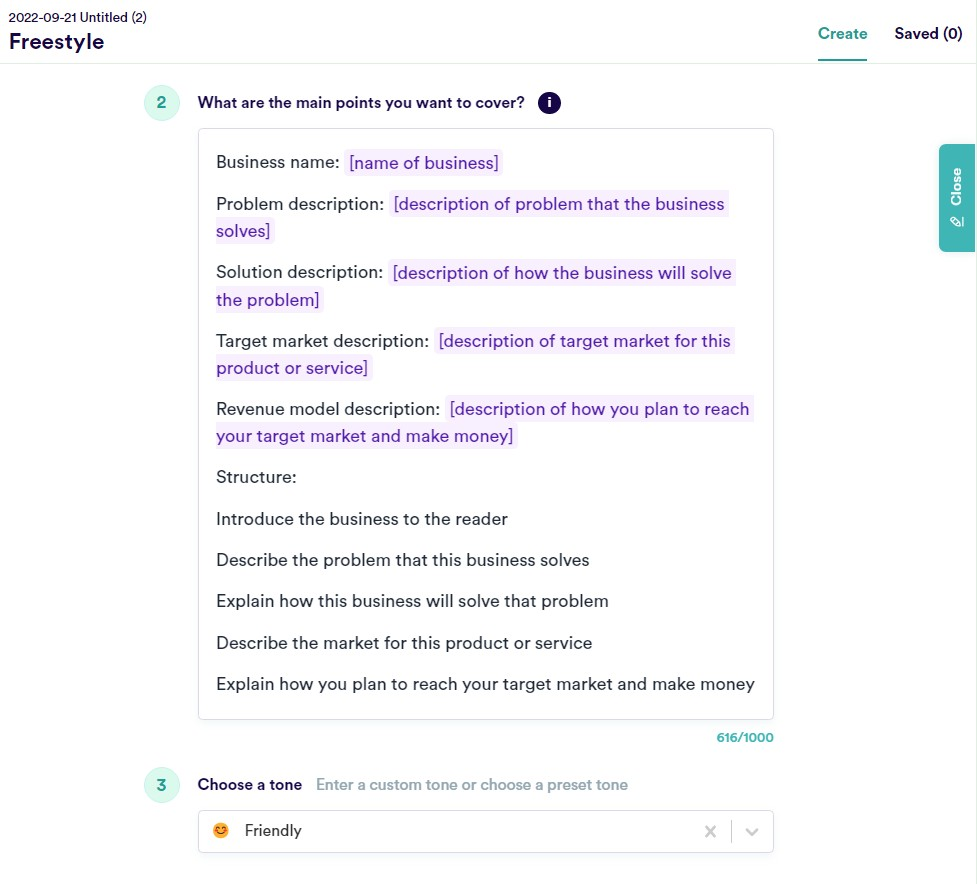 2022-09-21 Untitled (2)
Freestyle
Create
Saved (0)
2
What are the main points you want to cover?
i
Business name: [name of business]
Problem description: [description of problem that the business
solves]
Solution description: [description of how the business will solve
the problem]
Target market description: [description of target market for this
product or service]
Revenue model description: [description of how you plan to reach
your target market and make money]
Structure:
Introduce the business to the reader
Describe the problem that this business solves
Explain how this business will solve that problem
Describe the market for this product or service
Explain how you plan to reach your target market and make money
616/1000
Close
3
Choose a tone Enter a custom tone or choose a preset tone
Friendly